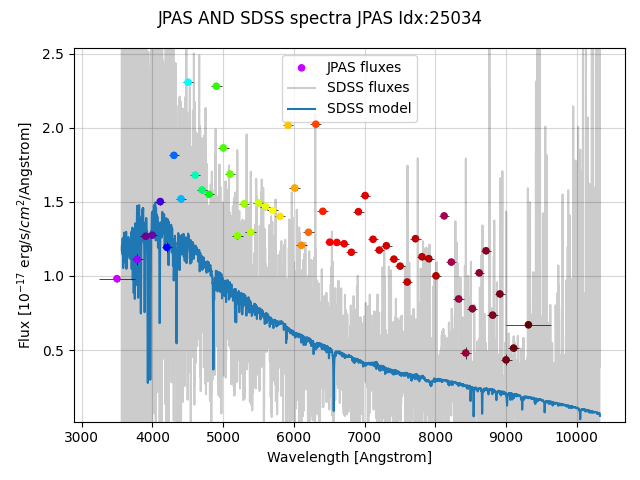 JPAS AND SDSS spectra JPAS Idx:25034
JPAS fluxes
SDSS fluxes
SDSS model
2.5
2.0
1.5
1.0
0.5
Flux [10⁻¹⁷ erg/s/cm²/Angstrom]
3000 4000 5000 6000 7000 8000 9000 10000
Wavelength [Angstrom]